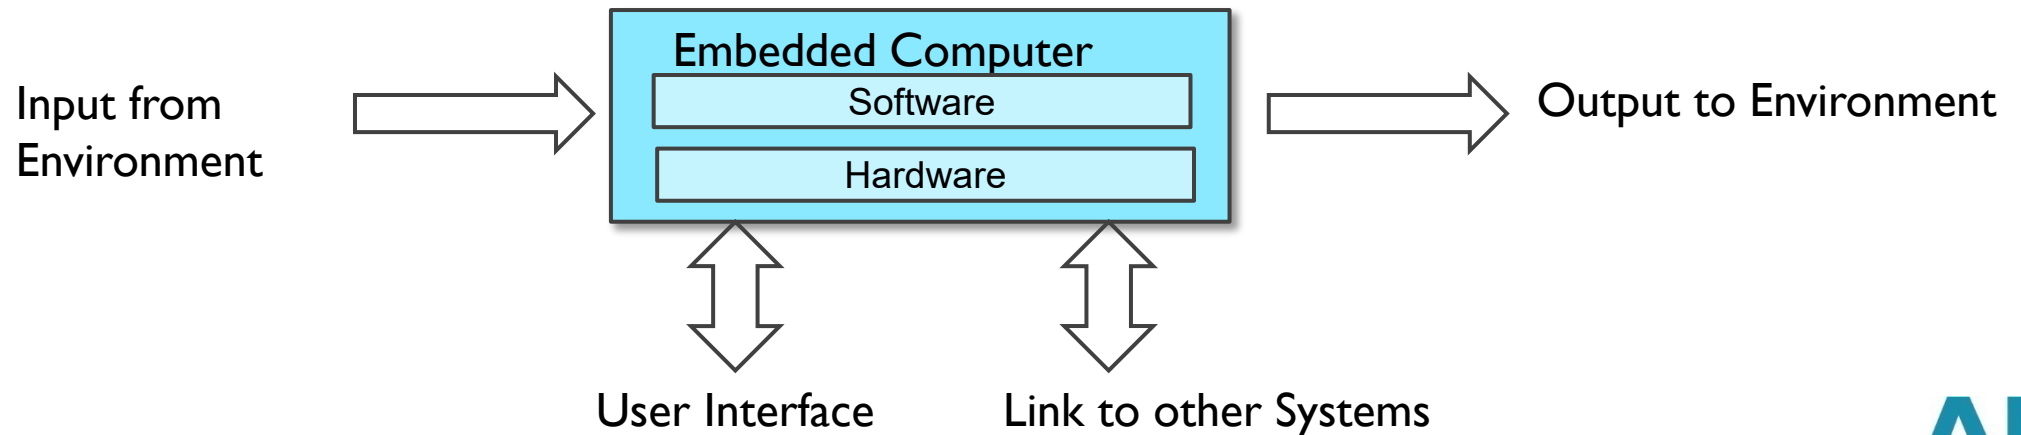 Embedded Computer
Software
Hardware
Input from
Environment
Output to Environment
User Interface
Link to other Systems